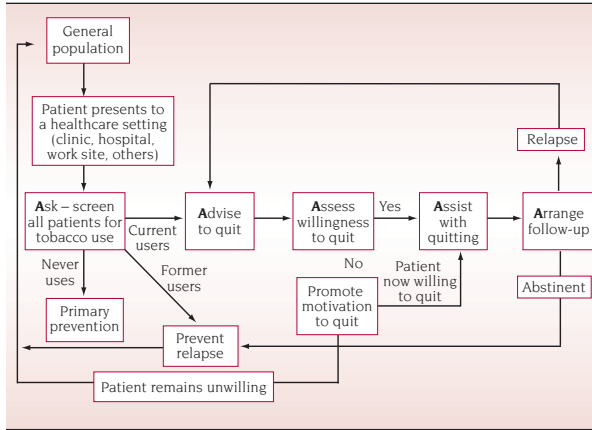 General
population
Patient presents to
a healthcare setting
(clinic, hospital,
work site, others)
Relapse
Ask – screen
all patients for
tobacco use
Current
users
Advise
to quit
Assess
willingness
to quit
Yes
Assist
with
quitting
Arrange
follow-up
Never
uses
Former
users
No
Patient
now willing
to quit
Abstinent
Promote
motivation
to quit
Primary
prevention
Prevent
relapse
Patient remains unwilling